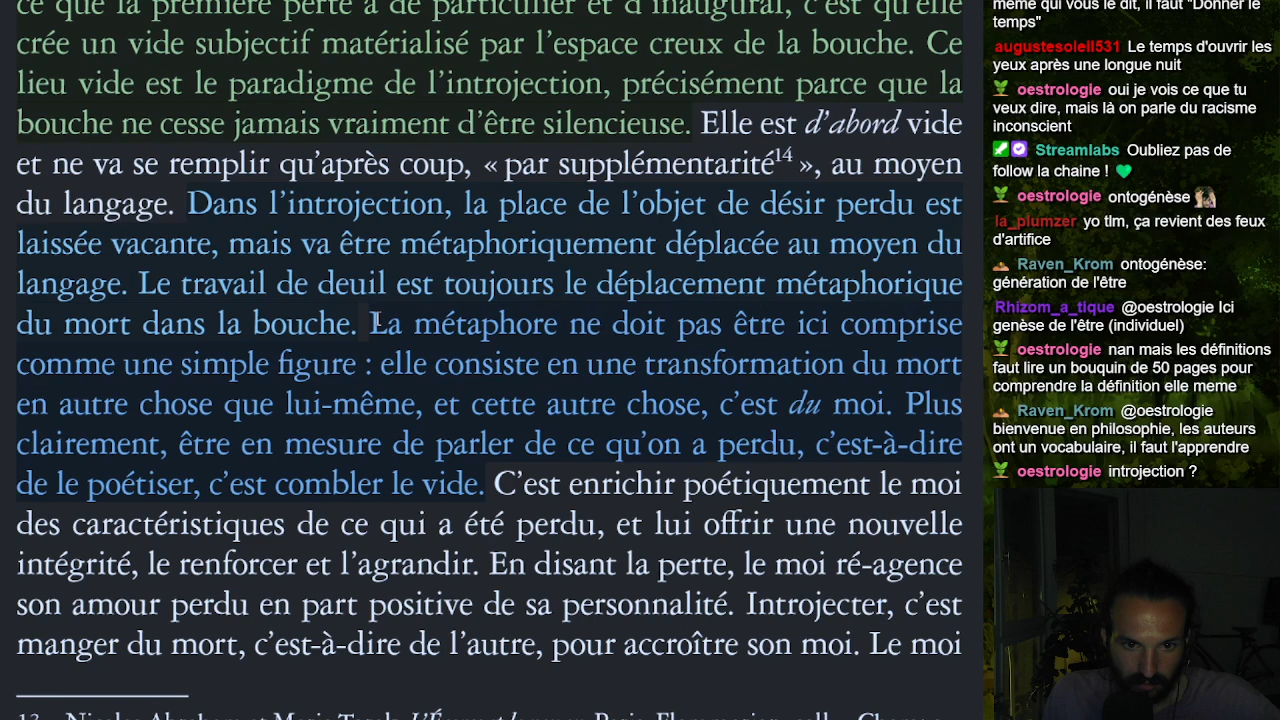 ce que la première perte a de particulier et d'inaugural, c'est qu'elle
crée un vide subjectif matérialisé par l'espace creux de la bouche. Ce
lieu vide est le paradigme de l'introjection, précisément parce que la
bouche ne cesse jamais vraiment d'être silencieuse. Elle est d'abord vide
et ne va se remplir qu'après coup, « par supplémentarité14 », au moyen
du langage. Dans l'introjection, la place de l'objet de désir perdu est
laissée vacante, mais va être métaphoriquement déplacée au moyen du
langage. Le travail de deuil est toujours le déplacement métaphorique
du mort dans la bouche. La métaphore ne doit pas être ici comprise
comme une simple figure : elle consiste en une transformation du mort
en autre chose que lui-même, et cette autre chose, c'est du moi. Plus
clairement, être en mesure de parler de ce qu'on a perdu, c'est-à-dire
de le poétiser, c'est combler le vide. C'est enrichir poétiquement le moi
des caractéristiques de ce qui a été perdu, et lui offrir une nouvelle
intégrité, le renforcer et l'agrandir. En disant la perte, le moi ré-agence
son amour perdu en part positive de sa personnalité. Introjecter, c'est
manger du mort, c'est-à-dire de l'autre, pour accroître son moi. Le moi
même qui vous le dit, il faut "Donner le
temps"
augustesoleil531 Le temps d'ouvrir les
yeux après une longue nuit
oestrologie oui je vois ce que tu
veux dire, mais là on parle du racisme
inconscient
Streamlabs Oubliez pas de
follow la chaine !
oestrologie ontogénèse
la_plumzer yo tlm, ça revient des feux
d'artifice
Raven_Krom ontogénèse:
génération de l'être
Rhizom_a_tique @oestrologie Ici
genèse de l'être (individuel)
oestrologie nan mais les définitions
faut lire un bouquin de 50 pages pour
comprendre la définition elle meme
Raven_Krom @oestrologie
bienvenue en philosophie, les auteurs
ont un vocabulaire, il faut l'apprendre
oestrologie introjection ?